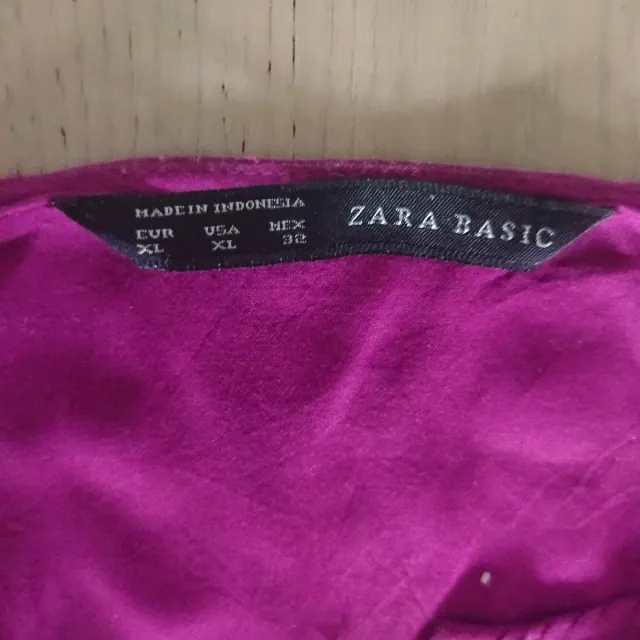 MADE IN INDONESIA
EUR USA MEX
XL XL 32
ZARA BASIC